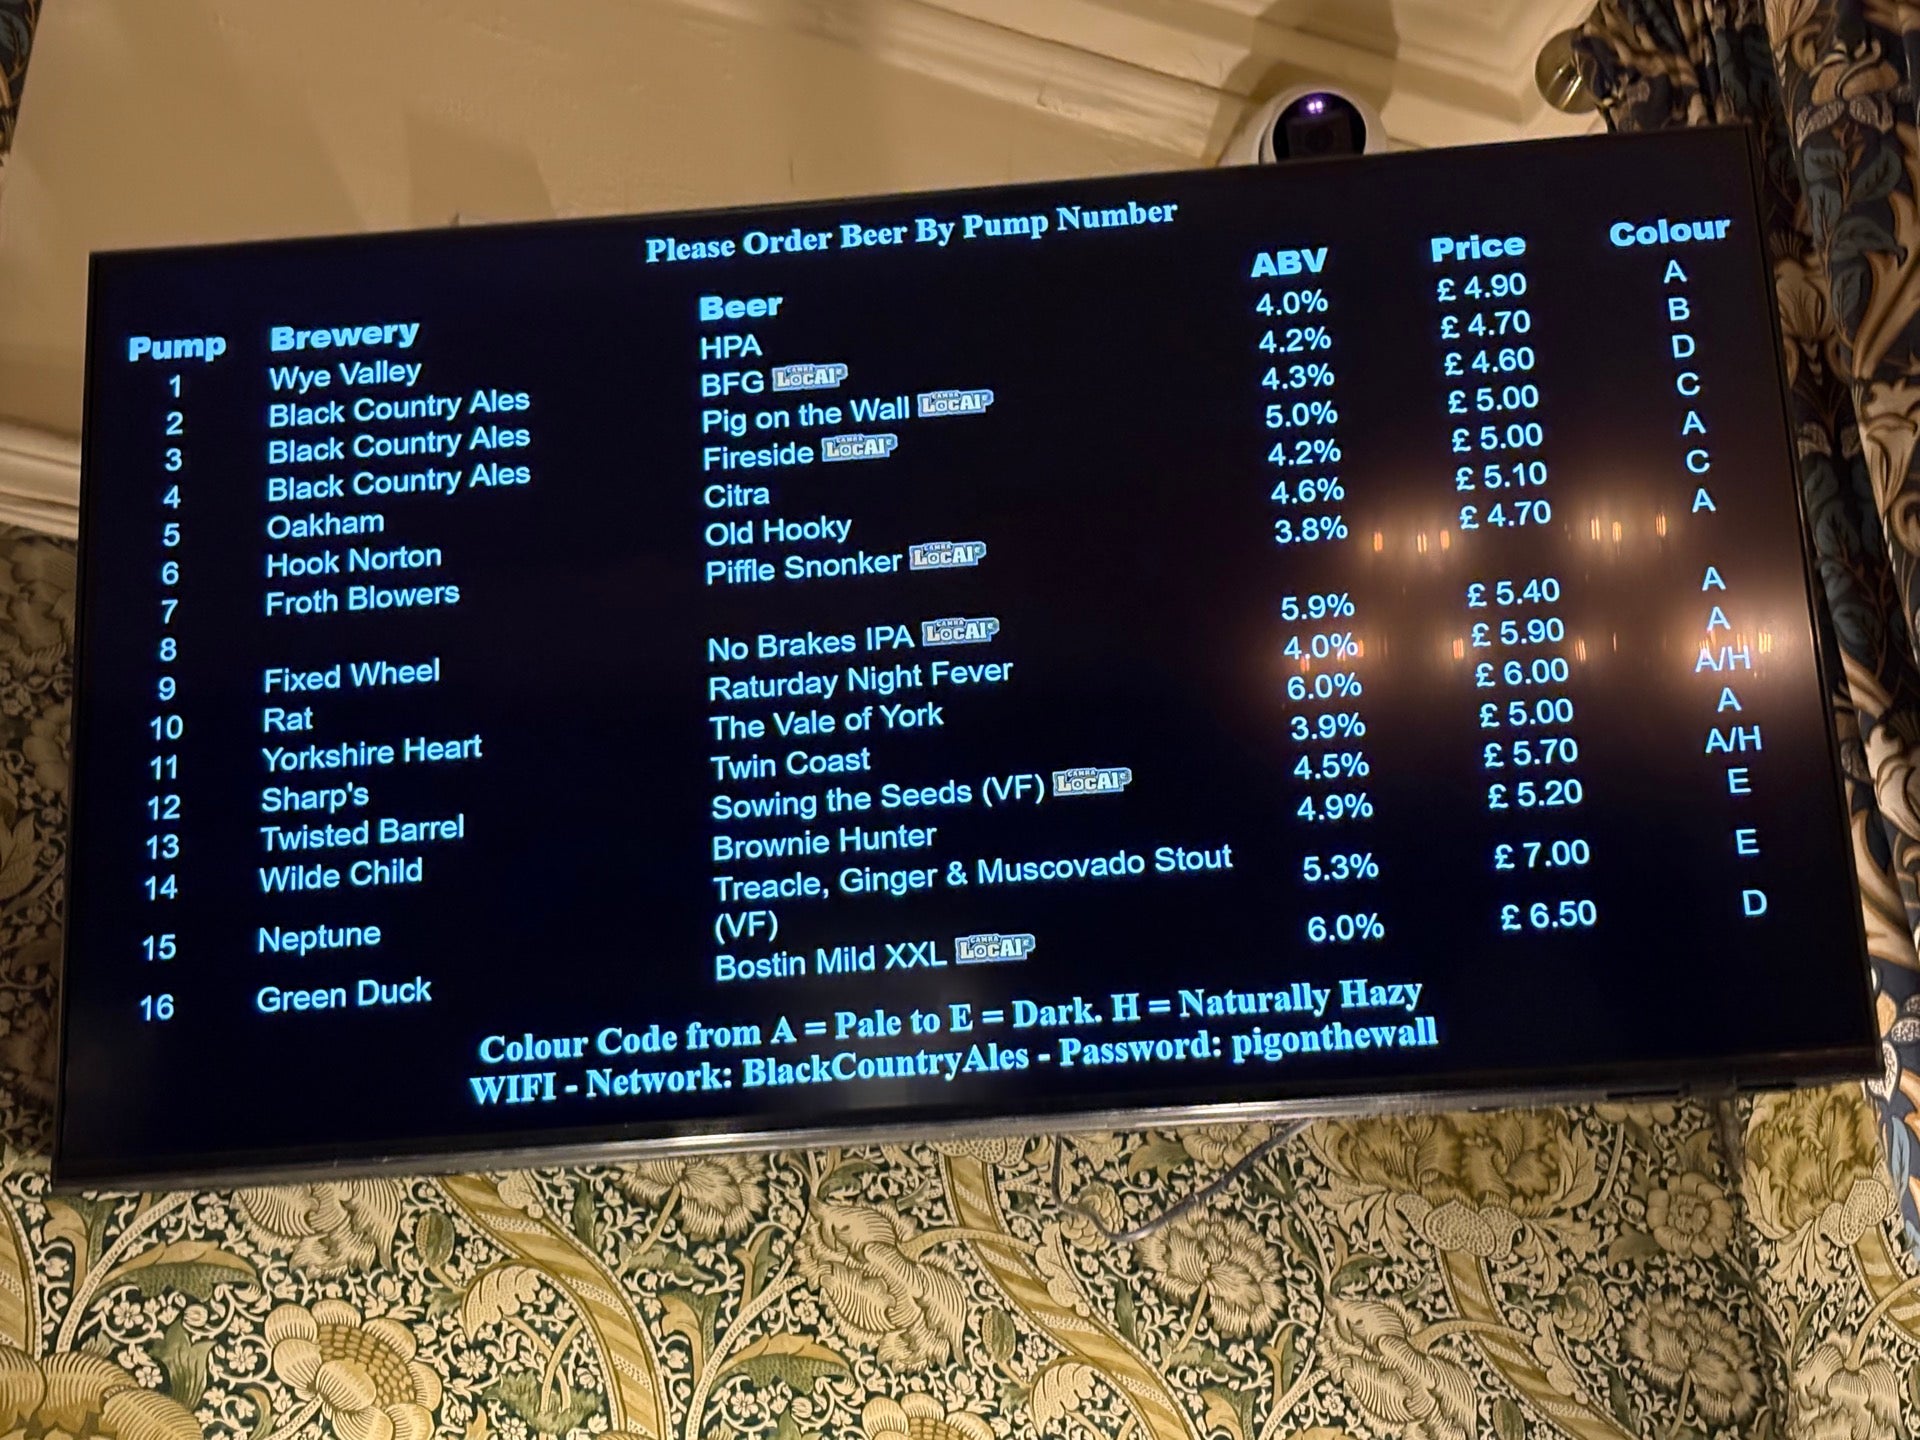 Please Order Beer By Pump Number
Pump Brewery Beer ABV Price Colour
1 Wye Valley HPA 4.0% £ 4.90 A
2 Black Country Ales BFG CAMRA LocAle 4.2% £ 4.70 B
3 Black Country Ales Pig on the Wall CAMRA LocAle 4.3% £ 4.60 D
4 Black Country Ales Fireside CAMRA LocAle 5.0% £ 5.00 C
5 Oakham Citra 4.2% £ 5.00 A
6 Hook Norton Old Hooky 4.6% £ 5.10 C
7 Froth Blowers Piffle Snonker CAMRA LocAle 3.8% £ 4.70 A
8
9 Fixed Wheel No Brakes IPA CAMRA LocAle 5.9% £ 5.40 A
10 Rat Raturday Night Fever 4.0% £ 5.90 A
11 Yorkshire Heart The Vale of York 6.0% £ 6.00 A/H
12 Sharp's Twin Coast 3.9% £ 5.00 A
13 Twisted Barrel Sowing the Seeds (VF) CAMRA LocAle 4.5% £ 5.70 A/H
14 Wilde Child Brownie Hunter 4.9% £ 5.20 E
15 Neptune Treacle, Ginger & Muscovado Stout 5.3% £ 7.00 E
(VF)
16 Green Duck Bostin Mild XXL CAMRA LocAle 6.0% £ 6.50 D
Colour Code from A = Pale to E = Dark. H = Naturally Hazy
WIFI - Network: BlackCountryAles - Password: pigonthewall